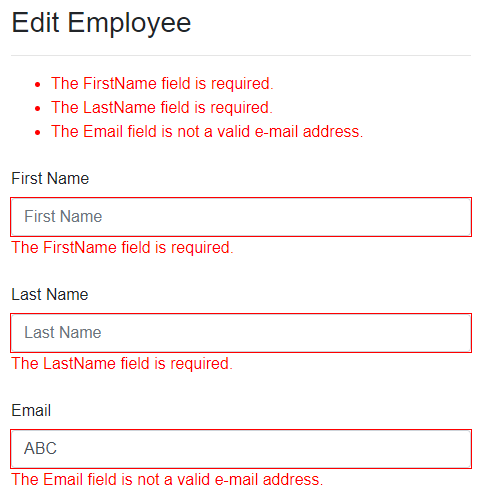 Edit Employee
The FirstName field is required.
The LastName field is required.
The Email field is not a valid e-mail address.
First Name
First Name
The FirstName field is required.
Last Name
Last Name
The LastName field is required.
Email
ABC
The Email field is not a valid e-mail address.